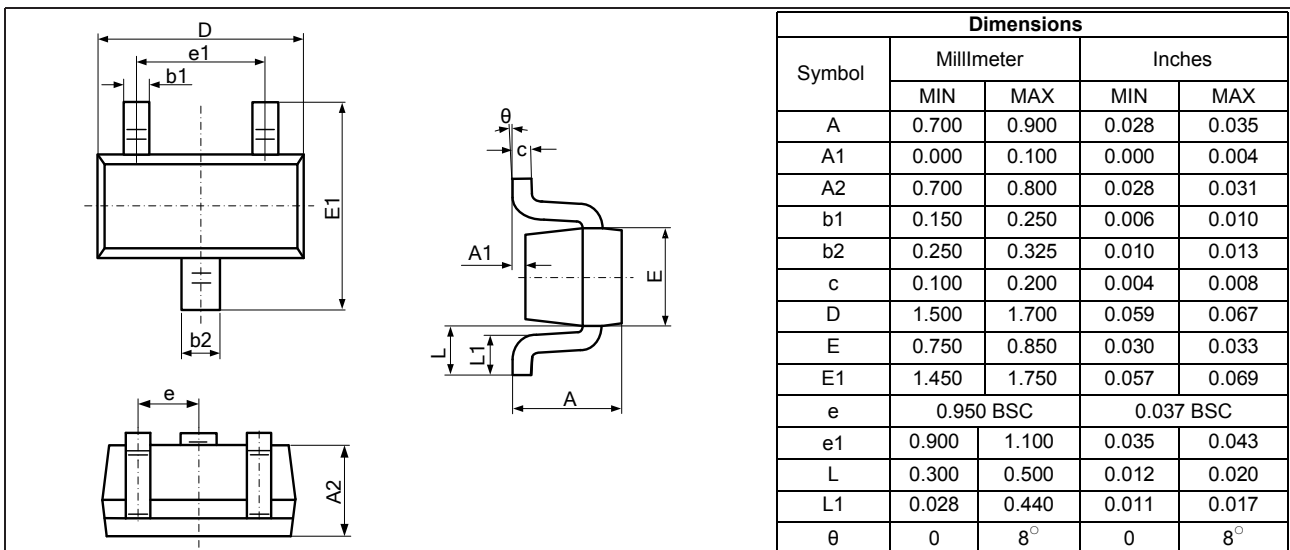 D
e1
b1
E1
b2
e
A2
θ
c
A1
E
L
L1
A
Dimensions
Symbol MillImeter Inches
MIN MAX MIN MAX
A 0.700 0.900 0.028 0.035
A1 0.000 0.100 0.000 0.004
A2 0.700 0.800 0.028 0.031
b1 0.150 0.250 0.006 0.010
b2 0.250 0.325 0.010 0.013
c 0.100 0.200 0.004 0.008
D 1.500 1.700 0.059 0.067
E 0.750 0.850 0.030 0.033
E1 1.450 1.750 0.057 0.069
e 0.950 BSC 0.037 BSC
e1 0.900 1.100 0.035 0.043
L 0.300 0.500 0.012 0.020
L1 0.028 0.440 0.011 0.017
θ 0 8○ 0 8○